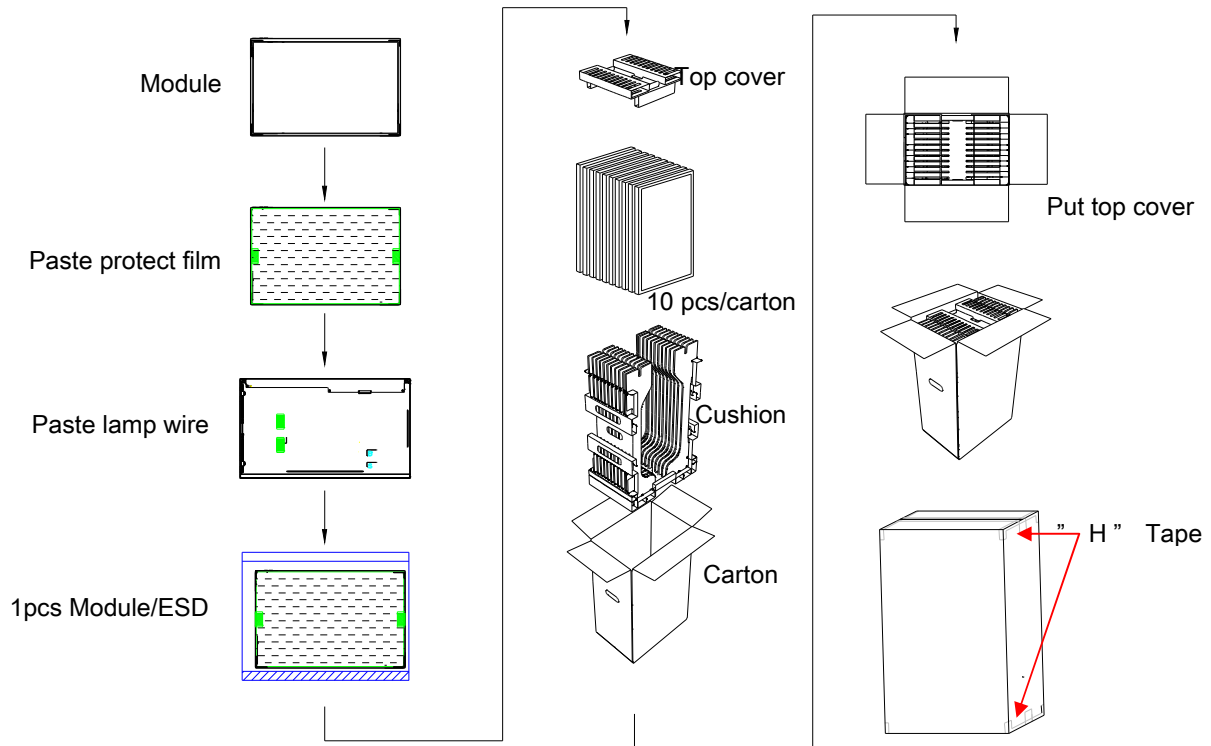 Module
Paste protect film
Paste lamp wire
1pcs Module/ESD
Top cover
10 pcs/carton
Cushion
Carton
Put top cover
” H ” Tape